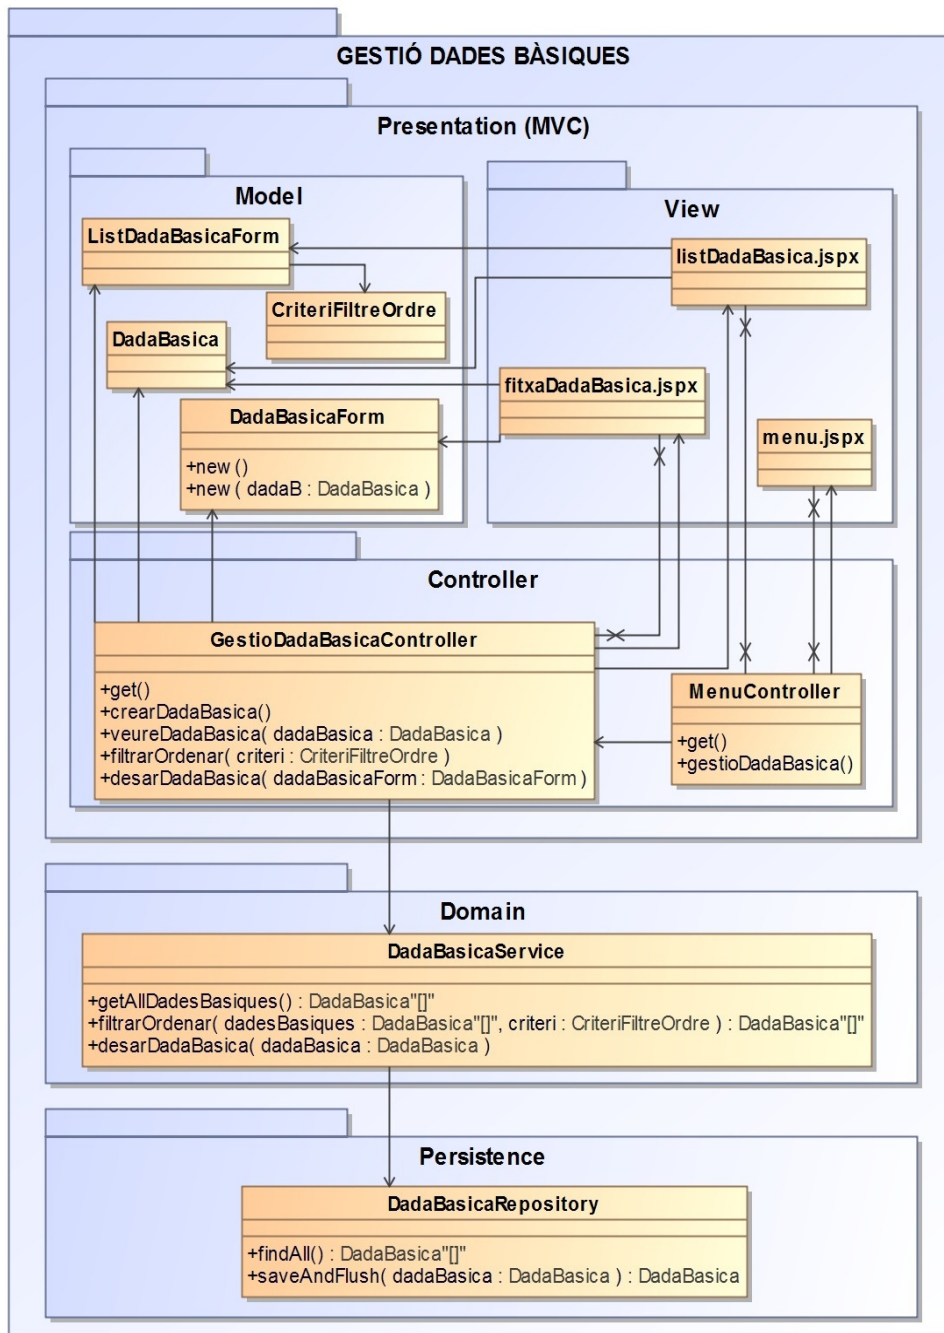 GESTIÓ DADES BÀSIQUES
Presentation (MVC)
Model
ListDadaBasicaForm
CriteriFiltreOrdre
DadaBasica
DadaBasicaForm
+new ()
+new ( dadaB : DadaBasica )
View
listDadaBasica.jspx
fitxaDadaBasica.jspx
menu.jspx
Controller
GestioDadaBasicaController
+get()
+crearDadaBasica()
+veureDadaBasica( dadaBasica : DadaBasica )
+filtrarOrdenar( criteri : CriteriFiltreOrdre )
+desarDadaBasica( dadaBasicaForm : DadaBasicaForm )
MenuController
+get()
+gestioDadaBasica()
Domain
DadaBasicaService
+getAllDadesBasiques() : DadaBasica"[]"
+filtrarOrdenar( dadesBasiques : DadaBasica"[]", criteri : CriteriFiltreOrdre ) : DadaBasica"[]"
+desarDadaBasica( dadaBasica : DadaBasica )
Persistence
DadaBasicaRepository
+findAll() : DadaBasica"[]"
+saveAndFlush( dadaBasica : DadaBasica ) : DadaBasica